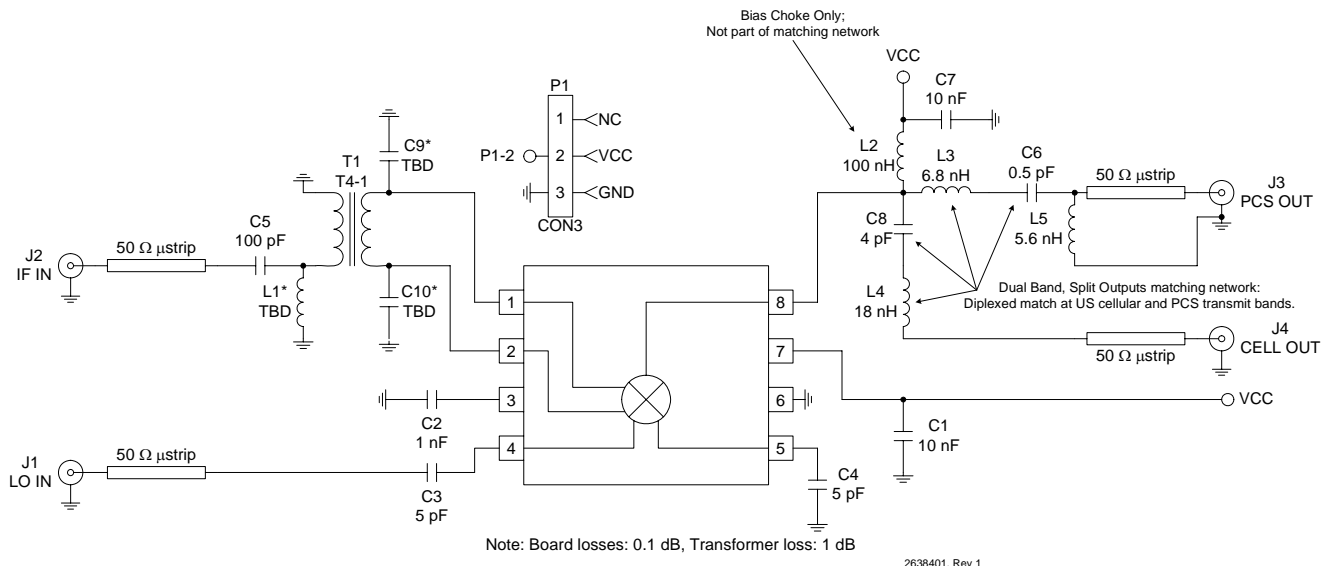 Bias Choke Only;
Not part of matching network
VCC
C7
10 nF
P1
1
NC
P1-2
2
VCC
3
GND
CON3
C9*
TBD
T1
T4-1
L2
100 nH
L3
6.8 nH
C6
0.5 pF
50 Ω µstrip
J3
PCS OUT
C5
100 pF
50 Ω µstrip
J2
IF IN
L1*
TBD
C10*
TBD
C8
4 pF
L5
5.6 nH
Dual Band, Split Outputs matching network:
Diplexed match at US cellular and PCS transmit bands.
L4
18 nH
J4
CELL OUT
50 Ω µstrip
1
8
2
7
3
6
4
5
VCC
C2
1 nF
C1
10 nF
J1
LO IN
50 Ω µstrip
C3
5 pF
C4
5 pF
Note: Board losses: 0.1 dB, Transformer loss: 1 dB
2638401, Rev 1